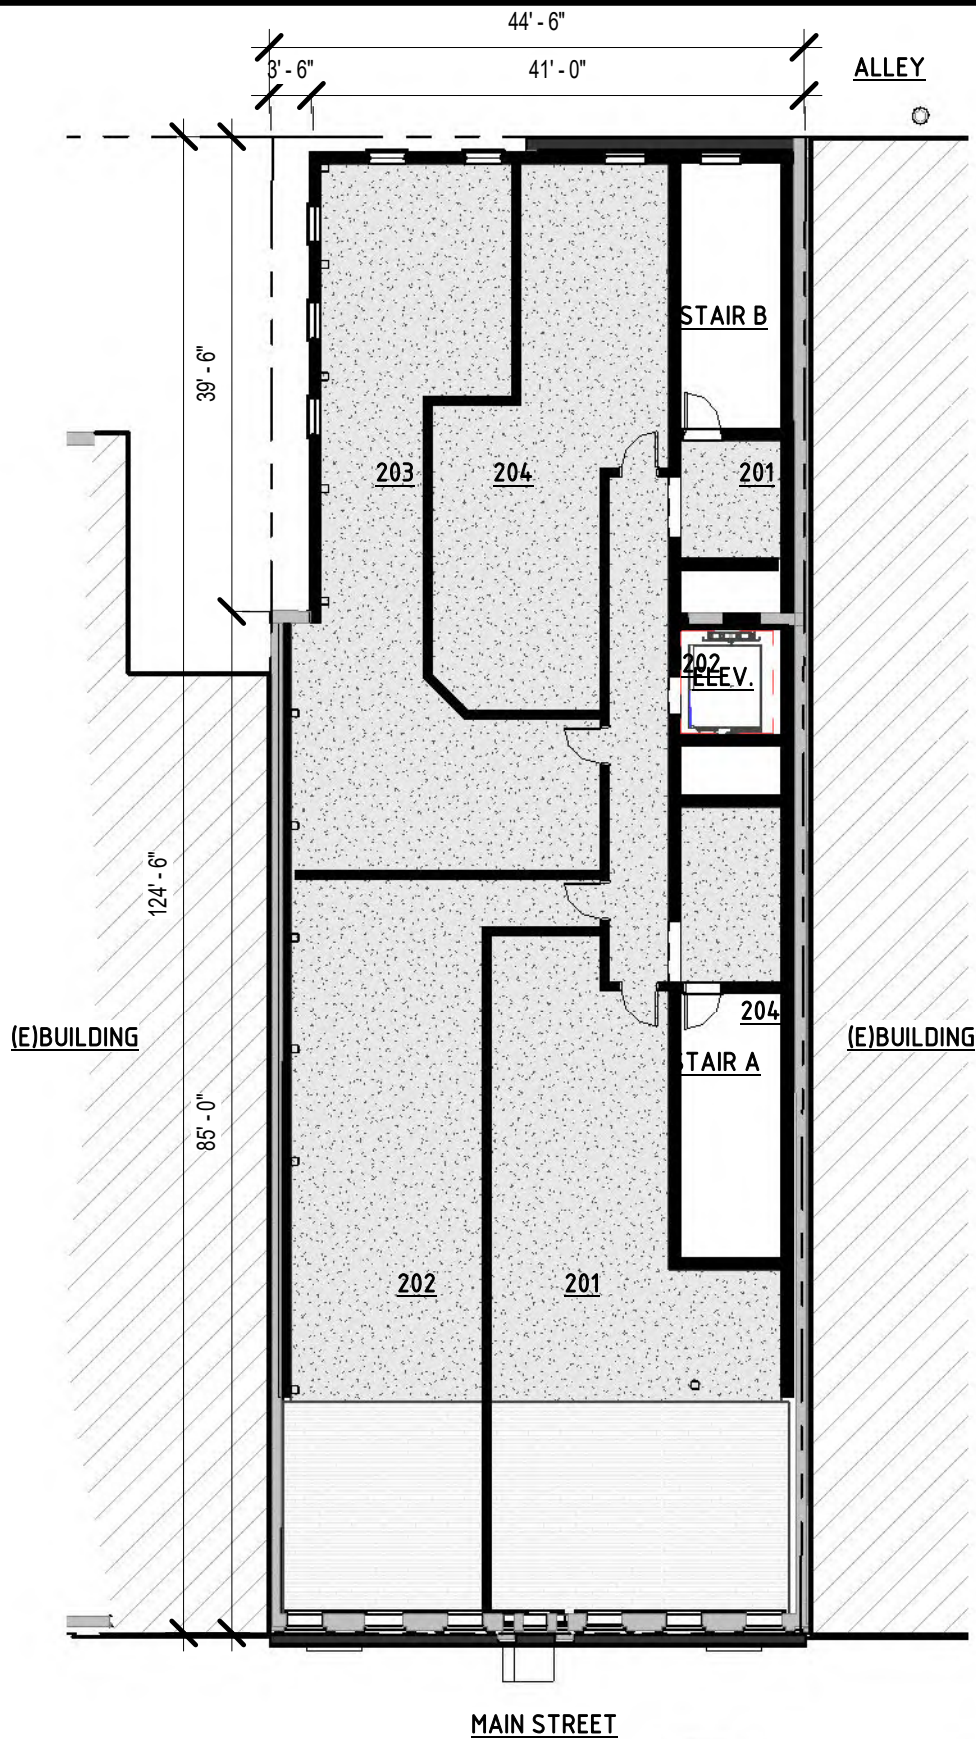 44' - 6"
3' - 6"
41' - 0"
ALLEY
STAIR B
39' - 6"
203
204
201
202
ELEV.
124' - 6"
204
(E)BUILDING
(E)BUILDING
STAIR A
85' - 0"
202
201
MAIN STREET